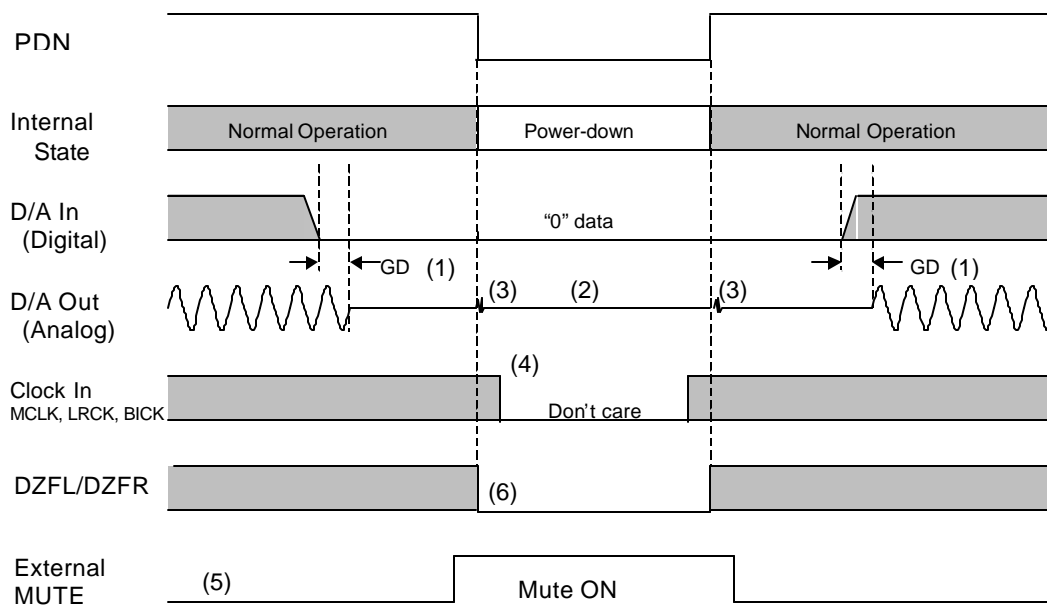 PDN
Internal
State
Normal Operation
Power-down
Normal Operation
D/A In
(Digital)
“0” data
GD (1)
GD (1)
D/A Out
(Analog)
(3)
(2)
(3)
Clock In
MCLK, LRCK, BICK
(4)
Don't care
DZFL/DZFR
(6)
External
MUTE
(5)
Mute ON